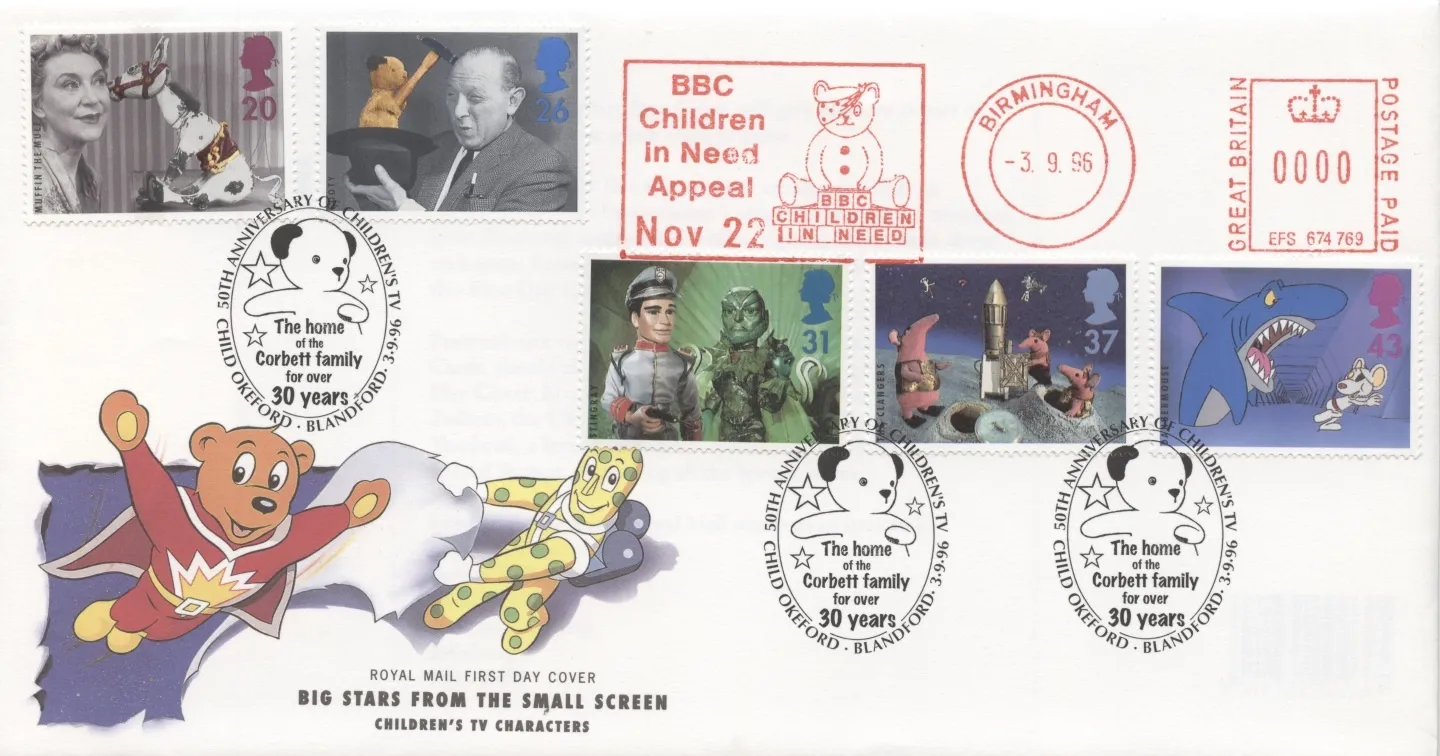 20
MUFFIN THE MULE
26
OTY
BBC
Children
in Need
Appeal
Nov 22
BBC
CHILDREN
IN NEED
BIRMINGHAM
-3. 9. 96
GREAT BRITAIN
0000
EFS 674 769
POSTAGE PAID
31
STINGRAY
37
CLANGERS
43
DANGERMOUSE
50TH ANNIVERSARY OF CHILDREN'S TV
The home
of the
Corbett family
for over
30 years
CHILD OKEFORD · BLANDFORD. 3.9.96
50TH ANNIVERSARY OF CHILDREN'S TV
The home
of the
Corbett family
for over
30 years
CHILD OKEFORD · BLANDFORD. 3.9.96
50TH ANNIVERSARY OF CHILDREN'S TV
The home
of the
Corbett family
for over
30 years
CHILD OKEFORD · BLANDFORD. 3.9.96
ROYAL MAIL FIRST DAY COVER
BIG STARS FROM THE SMALL SCREEN
CHILDREN'S TV CHARACTERS